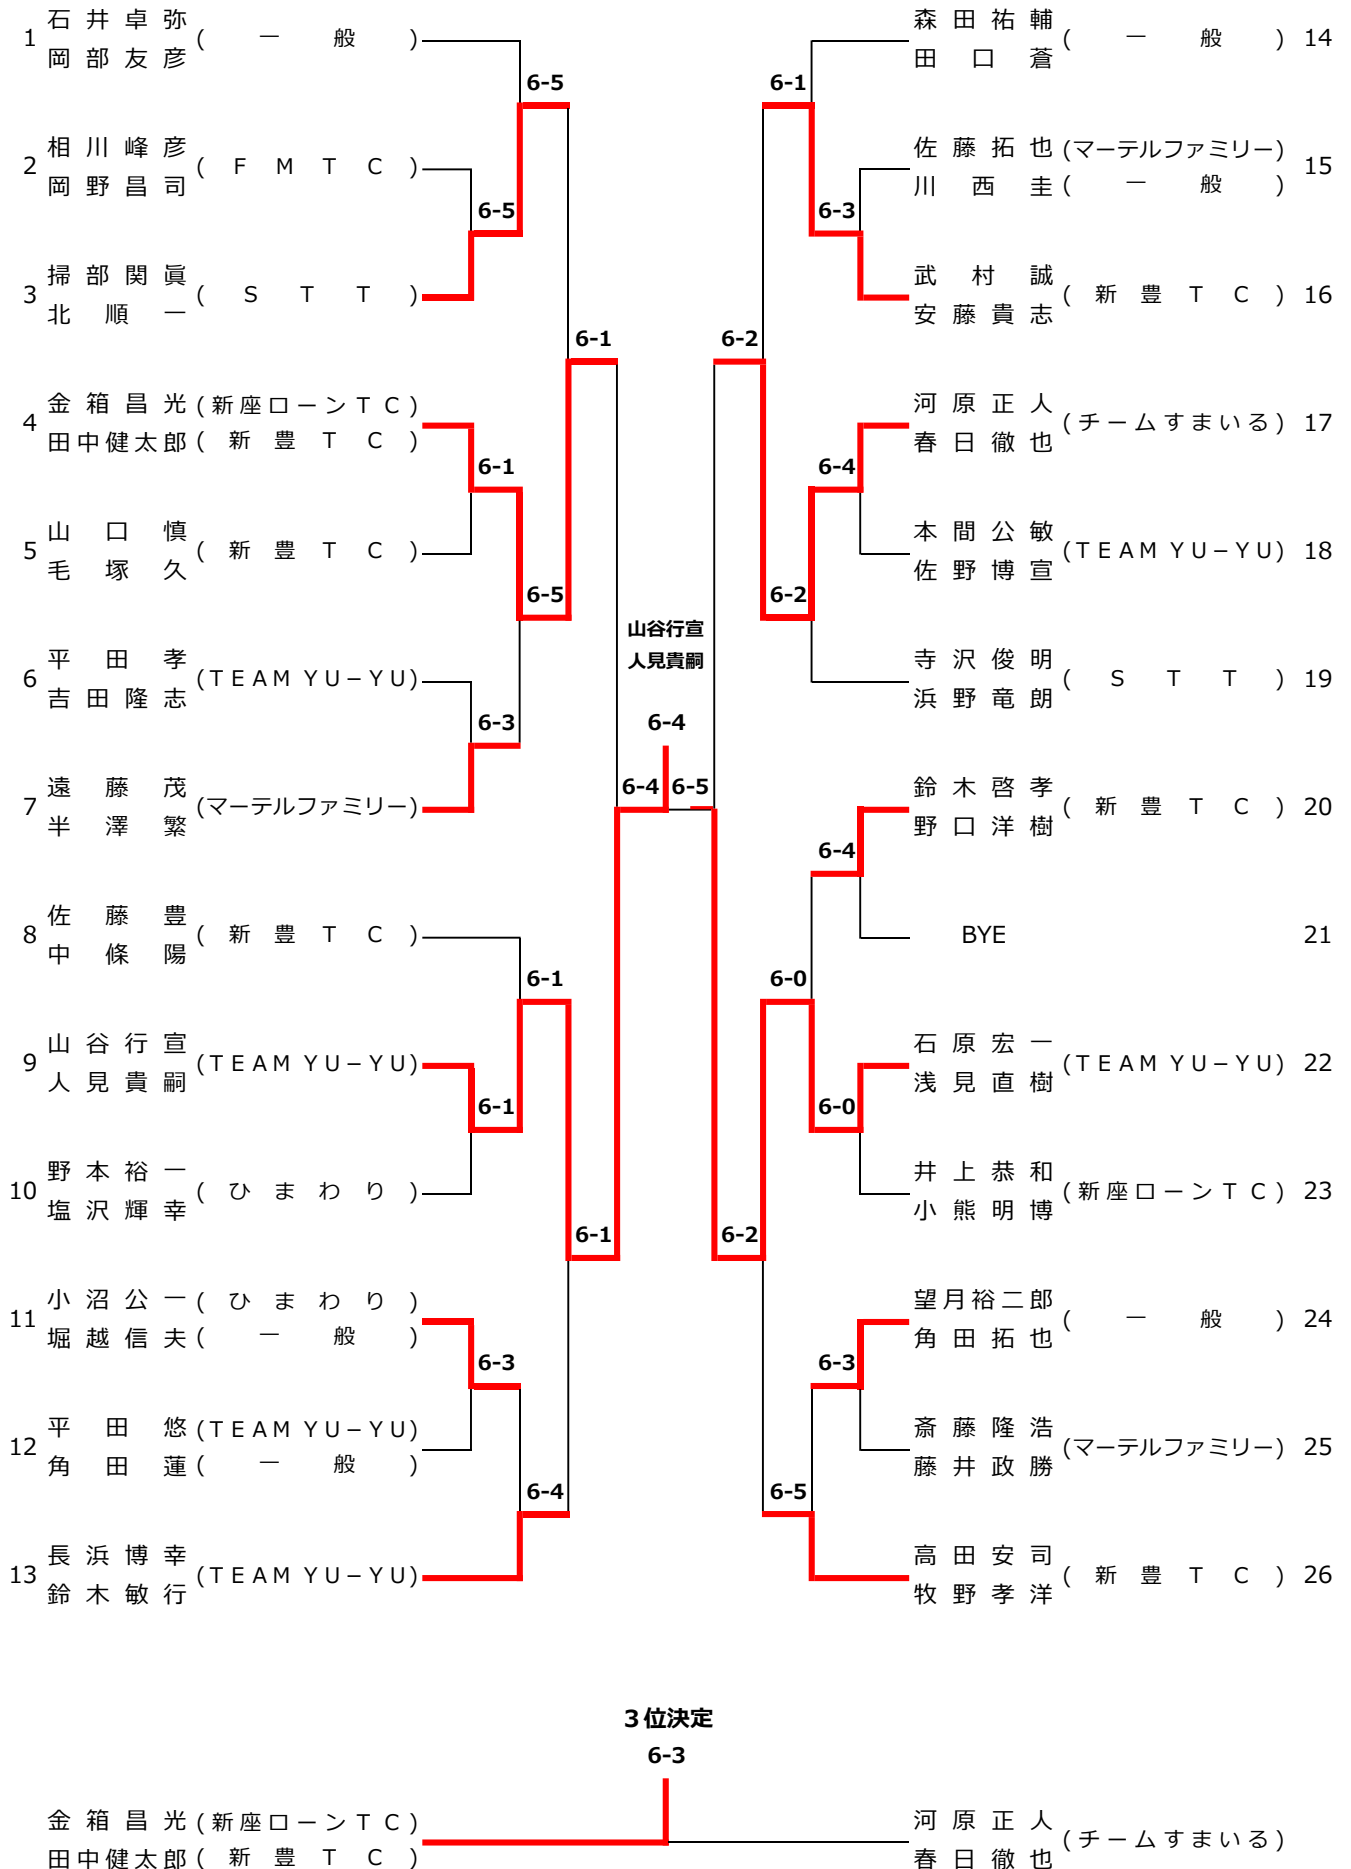 1 石井卓弥 (一般)
岡部友彦
2 相川峰彦 (FMTC)
岡野昌司
3 掃部関眞 (STT)
北順一
4 金箱昌光 (新座ローンTC)
田中健太郎 (新豊TC)
5 山口慎 (新豊TC)
毛塚久
6 平田孝 (TEAM YU-YU)
吉田隆志
7 遠藤茂 (マーテルファミリー)
半澤繁
8 佐藤豊 (新豊TC)
中條陽
9 山谷行宣 (TEAM YU-YU)
人見貴嗣
10 野本裕一 (ひまわり)
塩沢輝幸
11 小沼公一 (ひまわり)
堀越信夫 (一般)
12 平田悠 (TEAM YU-YU)
角田蓮 (一般)
13 長浜博幸 (TEAM YU-YU)
鈴木敏行
6-5
6-5
6-1
6-1
6-5
6-3
6-1
6-1
6-1
6-3
6-4
山谷行宣
人見貴嗣
6-4
6-4 6-5
6-1
6-3
6-2
6-4
6-2
6-4
6-0
6-0
6-2
6-3
6-5
森田祐輔 (一般) 14
田口蒼
佐藤拓也 (マーテルファミリー) 15
川西圭 (一般)
武村誠 (新豊TC) 16
安藤貴志
河原正人 (チームすまいる) 17
春日徹也
本間公敏 (TEAM YU-YU) 18
佐野博宣
寺沢俊明 (STT) 19
浜野竜朗
鈴木啓孝 (新豊TC) 20
野口洋樹
BYE 21
石原宏一 (TEAM YU-YU) 22
浅見直樹
井上恭和 (新座ローンTC) 23
小熊明博
望月裕二郎 (一般) 24
角田拓也
斎藤隆浩 (マーテルファミリー) 25
藤井政勝
高田安司 (新豊TC) 26
牧野孝洋
3位決定
6-3
金箱昌光 (新座ローンTC)
田中健太郎 (新豊TC)
河原正人 (チームすまいる)
春日徹也